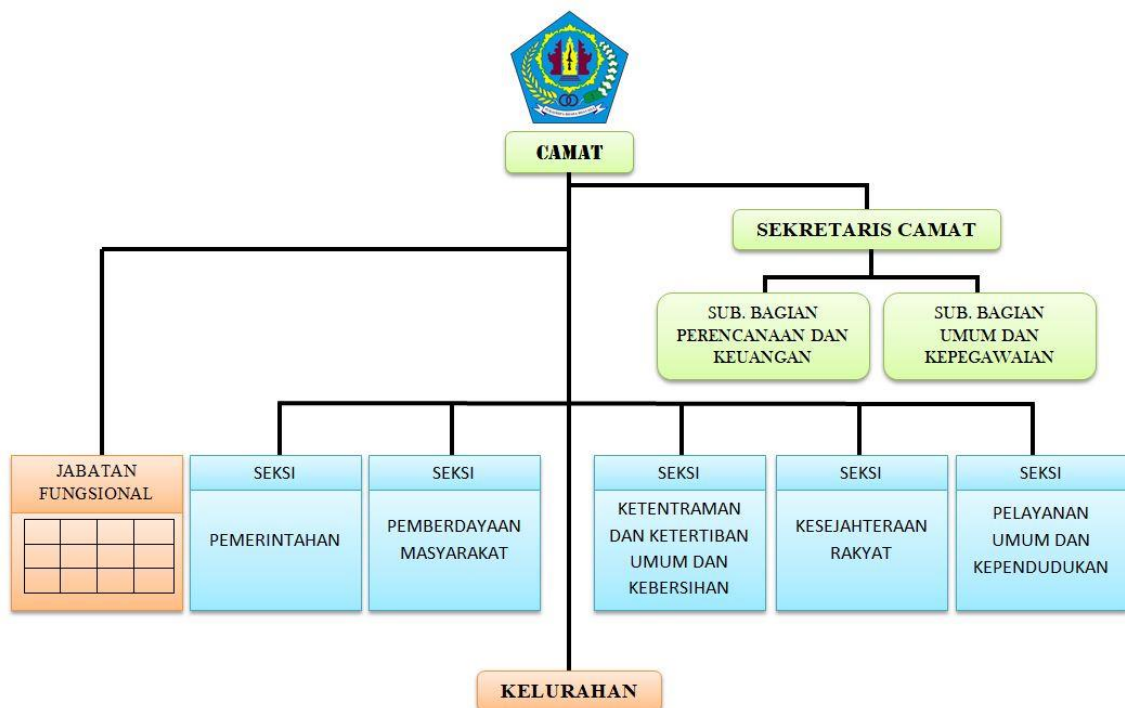 CAMAT
SEKRETARIS CAMAT
SUB. BAGIAN
PERENCANAAN DAN
KEUANGAN
SUB. BAGIAN
UMUM DAN
KEPEGAWAIAN
JABATAN
FUNGSIONAL
SEKSI
PEMERINTAHAN
SEKSI
PEMBERDAYAAN
MASYARAKAT
SEKSI
KETENTRAMAN
DAN KETERTIBAN
UMUM DAN
KEBERSIHAN
SEKSI
KESEJAHTERAAN
RAKYAT
SEKSI
PELAYANAN
UMUM DAN
KEPENDUDUKAN
KELURAHAN